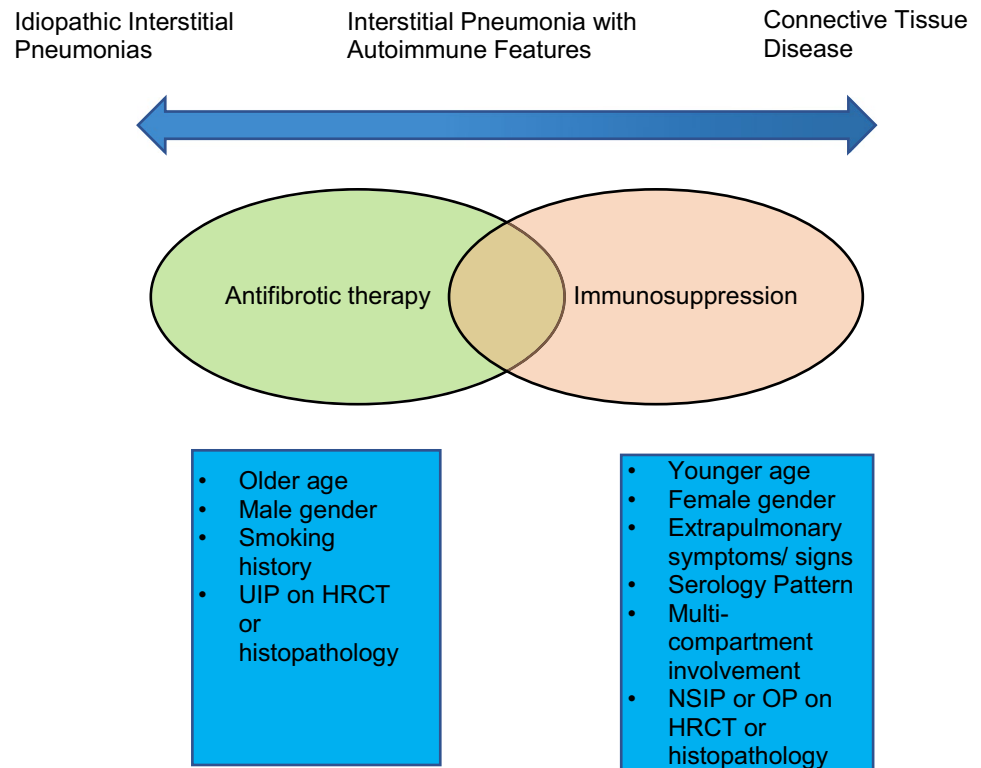 Idiopathic Interstitial
Pneumonias
Interstitial Pneumonia with
Autoimmune Features
Connective Tissue
Disease
Antifibrotic therapy
Immunosuppression
• Older age
• Male gender
• Smoking
history
• UIP on HRCT
or
histopathology
• Younger age
• Female gender
• Extrapulmonary
symptoms/ signs
• Serology Pattern
• Multi-
compartment
involvement
• NSIP or OP on
HRCT or
histopathology